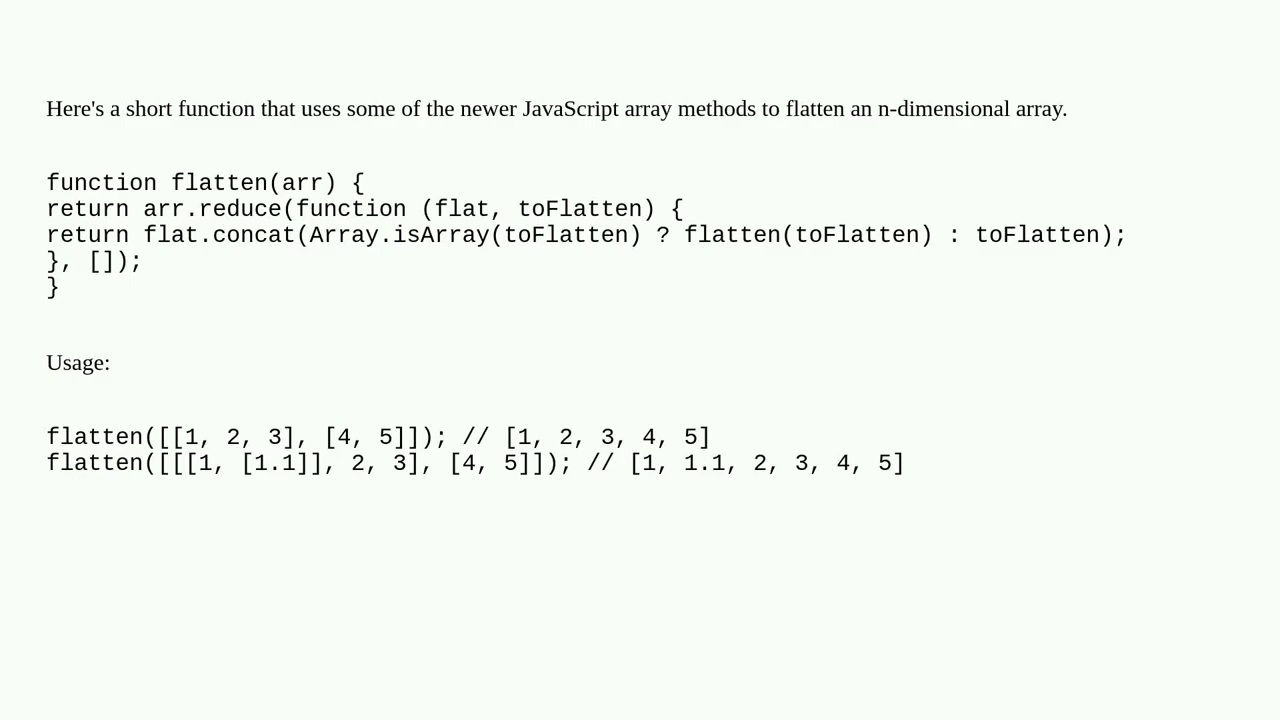 Here's a short function that uses some of the newer JavaScript array methods to flatten an n-dimensional array.
function flatten(arr) {
return arr.reduce(function (flat, toFlatten) {
return flat.concat(Array.isArray(toFlatten) ? flatten(toFlatten) : toFlatten);
}, []);
}
Usage:
flatten([[1, 2, 3], [4, 5]]); // [1, 2, 3, 4, 5]
flatten([[[1, [1.1]], 2, 3], [4, 5]]); // [1, 1.1, 2, 3, 4, 5]